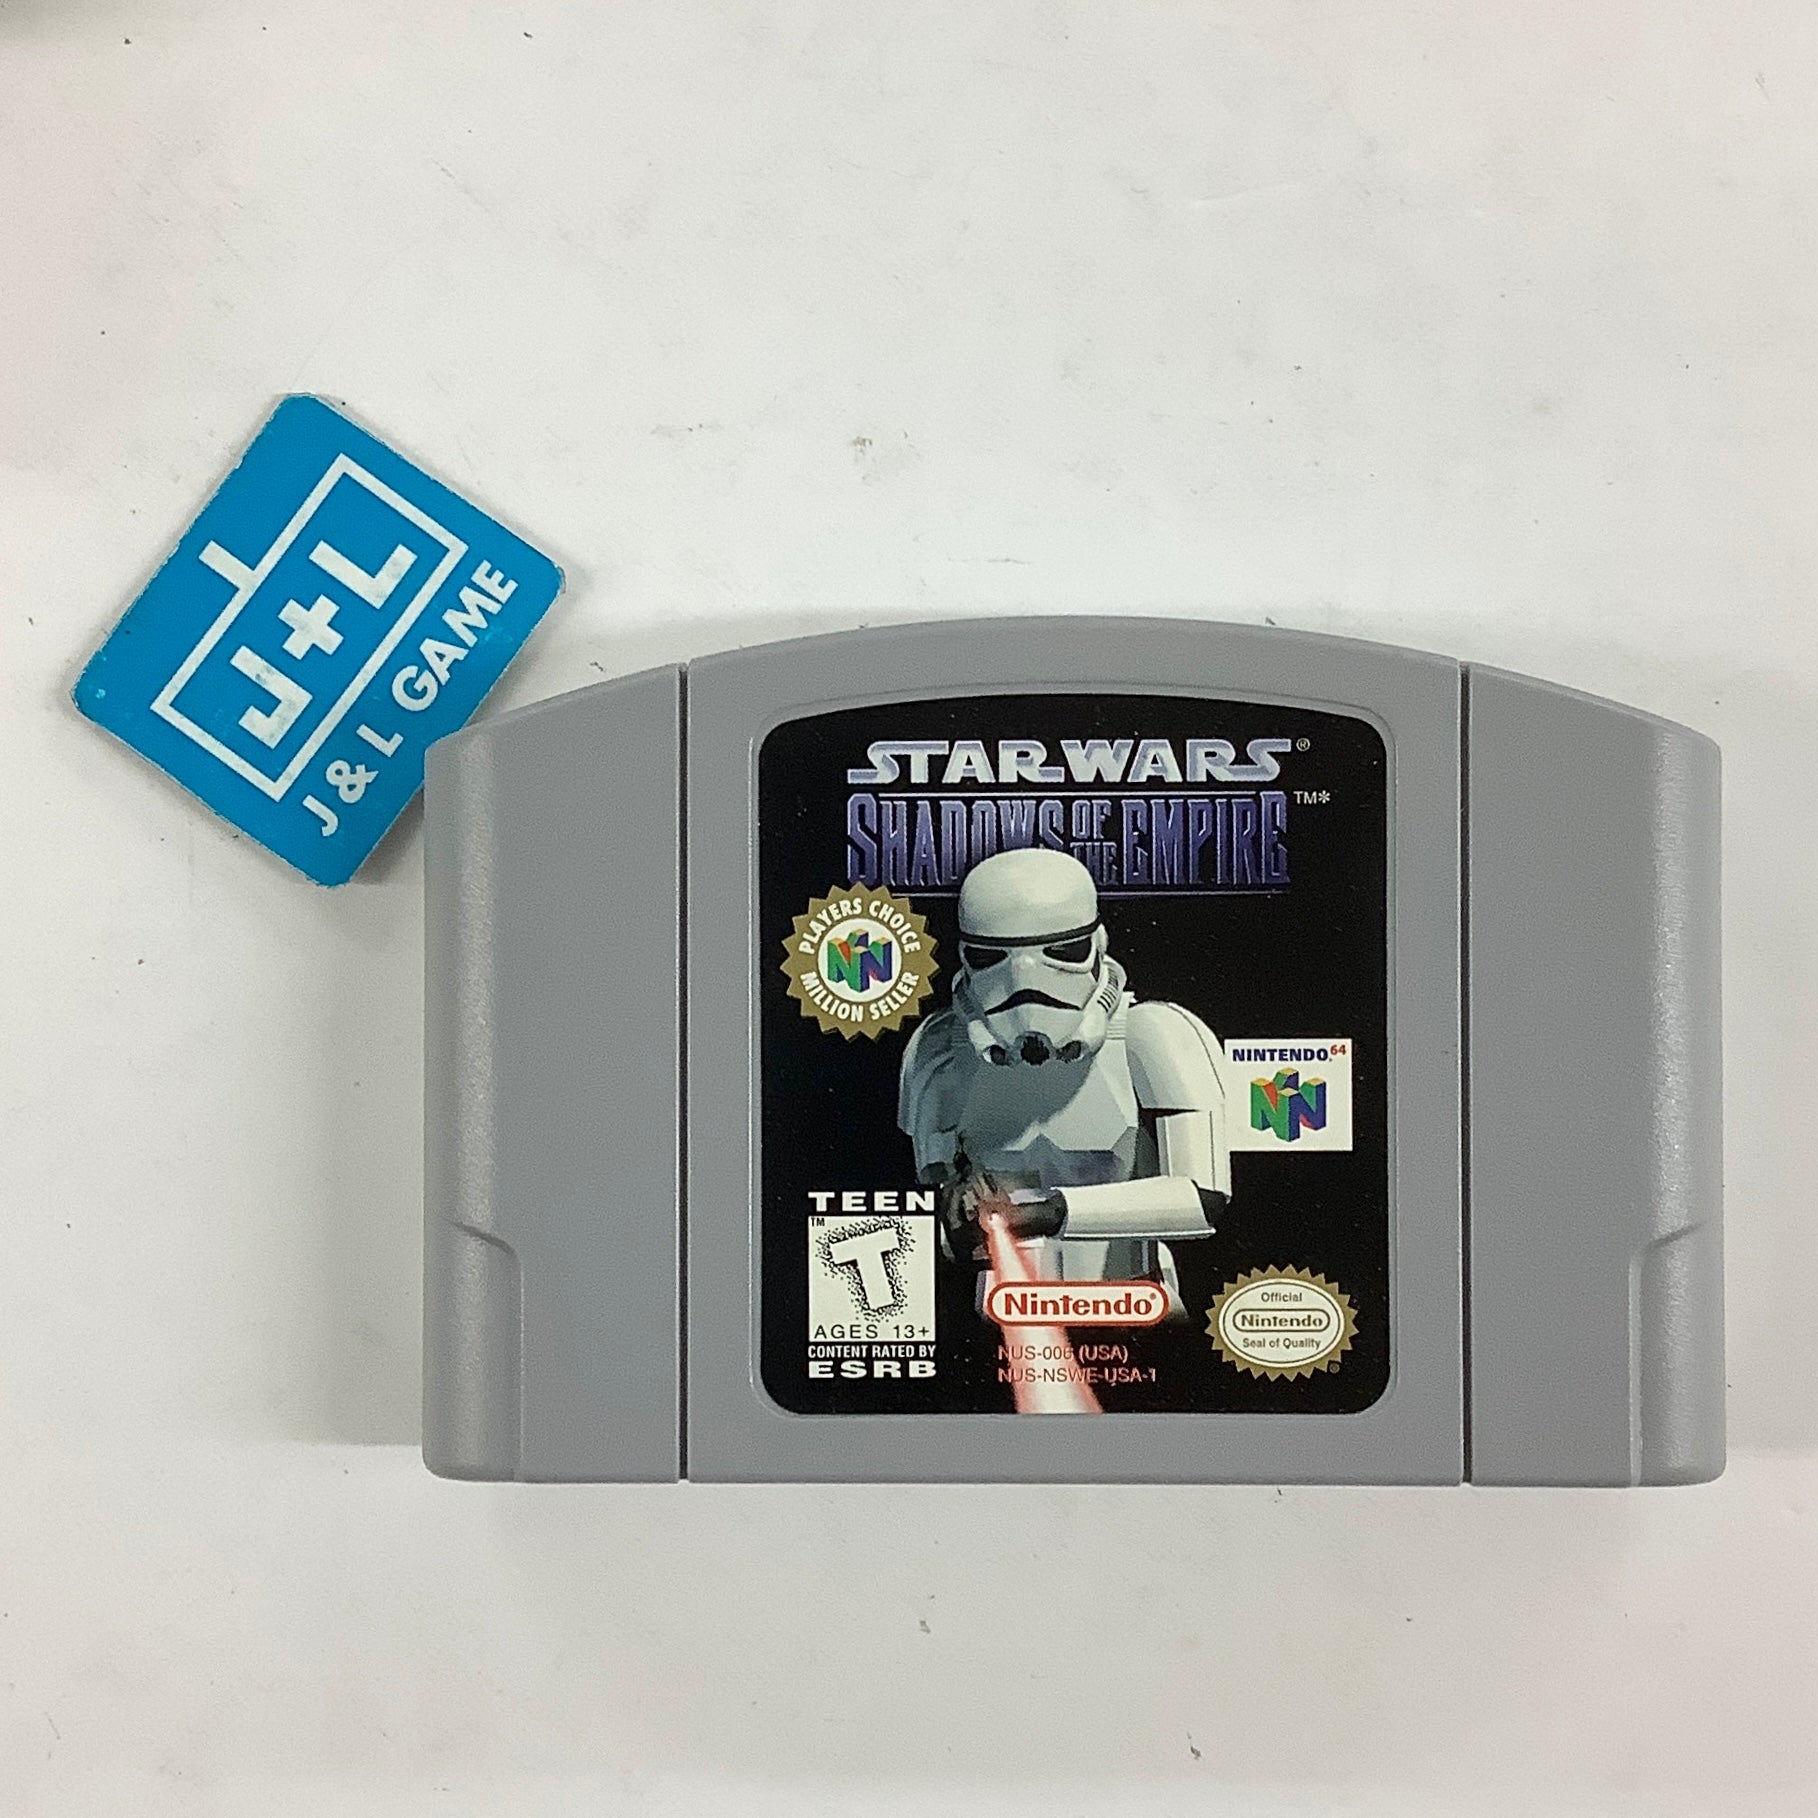 J+L
J & L GAME
STAR WARS®
SHADOWS OF THE EMPIRE™*
PLAYERS CHOICE
MILLION SELLER
NINTENDO 64
TEEN
TM
T
AGES 13+
CONTENT RATED BY
ESRB
Nintendo®
NUS-006 (USA)
NUS-NSWE-USA-1
Official
Nintendo
Seal of Quality
®